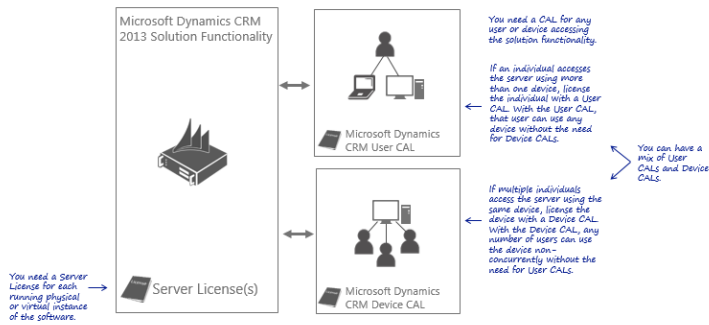 Microsoft Dynamics CRM
2013 Solution Functionality
Server License(s)
You need a Server
License for each
running physical
or virtual instance
of the software.
Microsoft Dynamics
CRM User CAL
Microsoft Dynamics
CRM Device CAL
You need a CAL for any
user or device accessing
the solution functionality.
If an individual accesses
the server using more
than one device, license
the individual with a User
CAL. With the User CAL,
that user can use any
device without the need
for Device CALs.
You can have a
mix of User
CALs and Device
CALs.
If multiple individuals
access the server using the
same device, license the
device with a Device CAL.
With the Device CAL, any
number of users can use
the device non-
concurrently without the
need for User CALs.